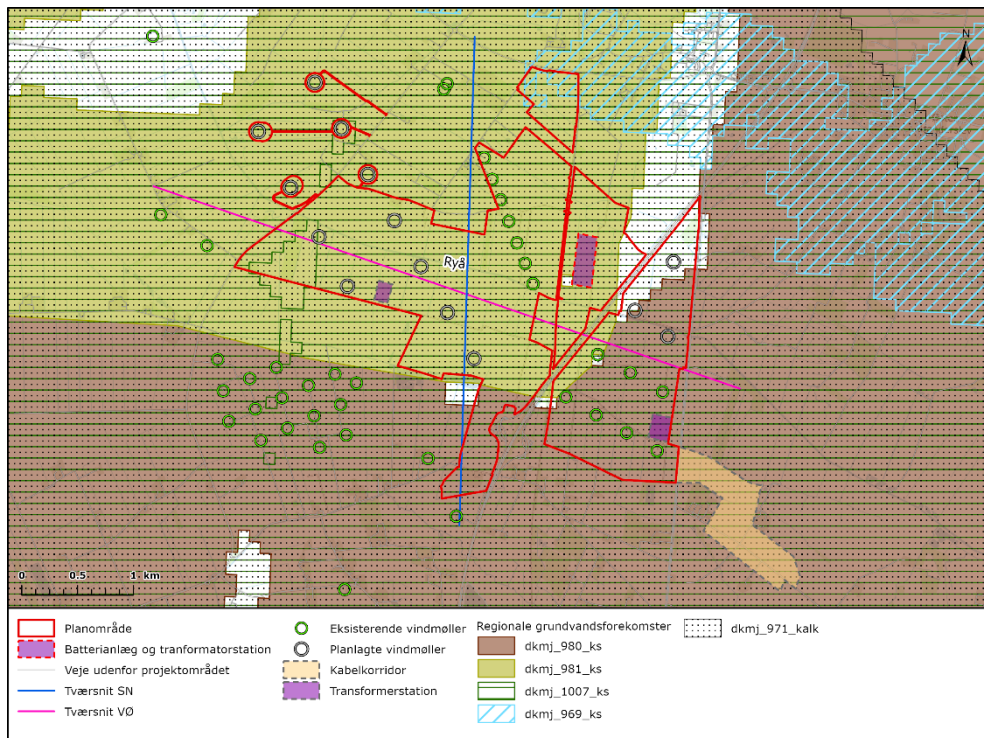 N
Ryå
0 0.5 1 km
Planområde
Batterianlæg og tranformatorstation
Veje udenfor projektområdet
Tværsnit SN
Tværsnit VØ
Eksisterende vindmøller
Planlagte vindmøller
Kabelkorridor
Transformerstation
Regionale grundvandsforekomster
dkmj_980_ks
dkmj_981_ks
dkmj_1007_ks
dkmj_969_ks
dkmj_971_kalk